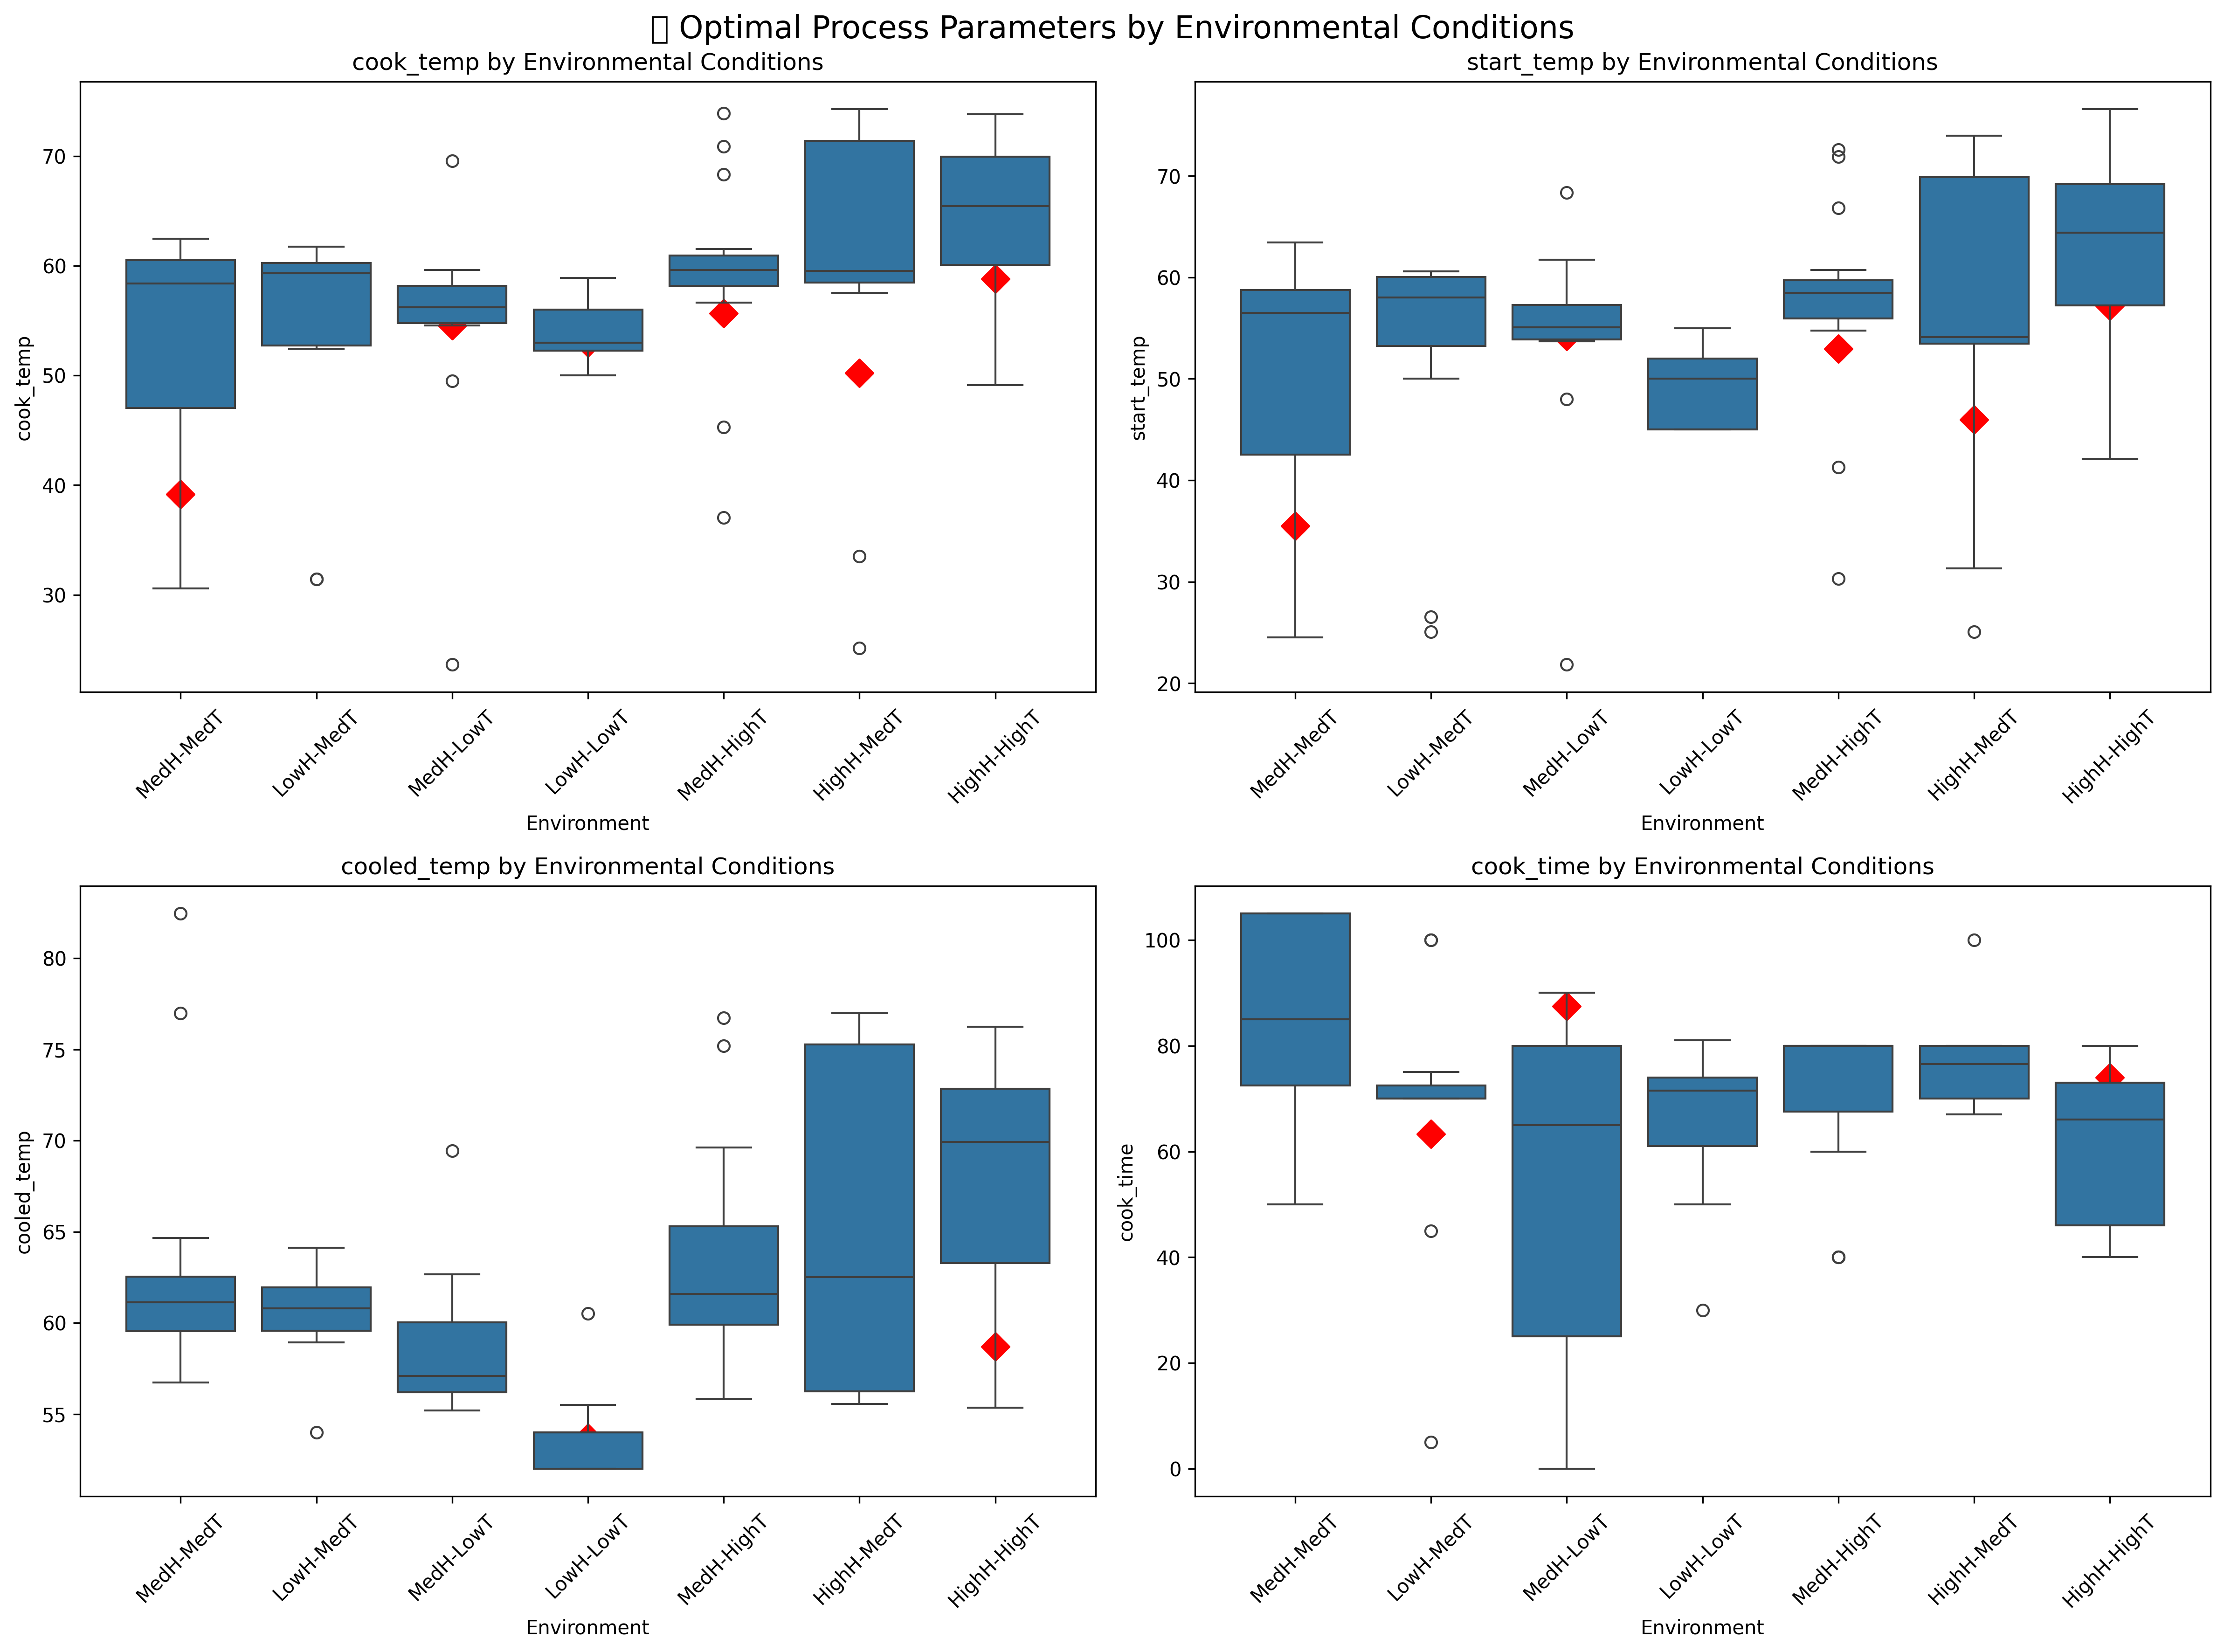 ▯ Optimal Process Parameters by Environmental Conditions
cook_temp by Environmental Conditions
70
60
50
40
30
cook_temp
MedH-MedT
LowH-MedT
MedH-LowT
LowH-LowT
MedH-HighT
HighH-MedT
HighH-HighT
Environment
start_temp by Environmental Conditions
70
60
50
40
30
20
start_temp
MedH-MedT
LowH-MedT
MedH-LowT
LowH-LowT
MedH-HighT
HighH-MedT
HighH-HighT
Environment
cooled_temp by Environmental Conditions
80
75
70
65
60
55
cooled_temp
MedH-MedT
LowH-MedT
MedH-LowT
LowH-LowT
MedH-HighT
HighH-MedT
HighH-HighT
Environment
cook_time by Environmental Conditions
100
80
60
40
20
0
cook_time
MedH-MedT
LowH-MedT
MedH-LowT
LowH-LowT
MedH-HighT
HighH-MedT
HighH-HighT
Environment